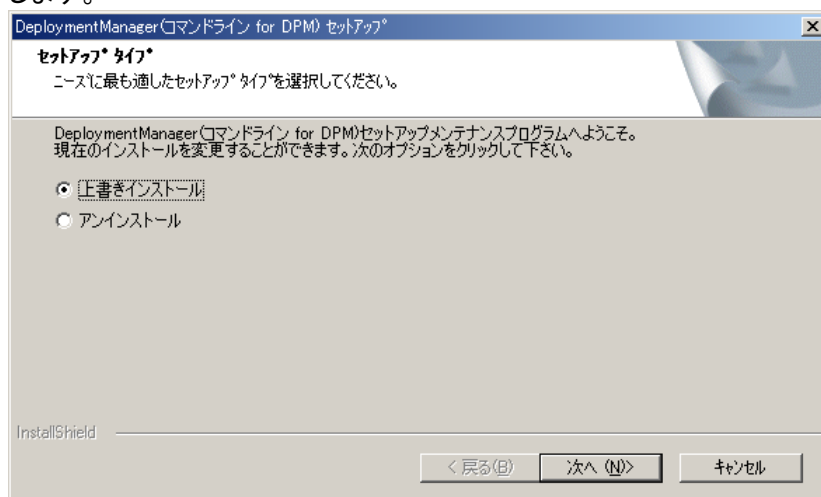 します。
DeploymentManager(コマンドライン for DPM) セットアップ
セットアップ タイプ
ニーズに最も適したセットアップ タイプを選択してください。
DeploymentManager(コマンドライン for DPM)セットアップメンテナンスプログラムへようこそ。
現在のインストールを変更することができます。次のオプションをクリックして下さい。
上書きインストール
アンインストール
InstallShield
< 戻る(B)
次へ (N)>
キャンセル